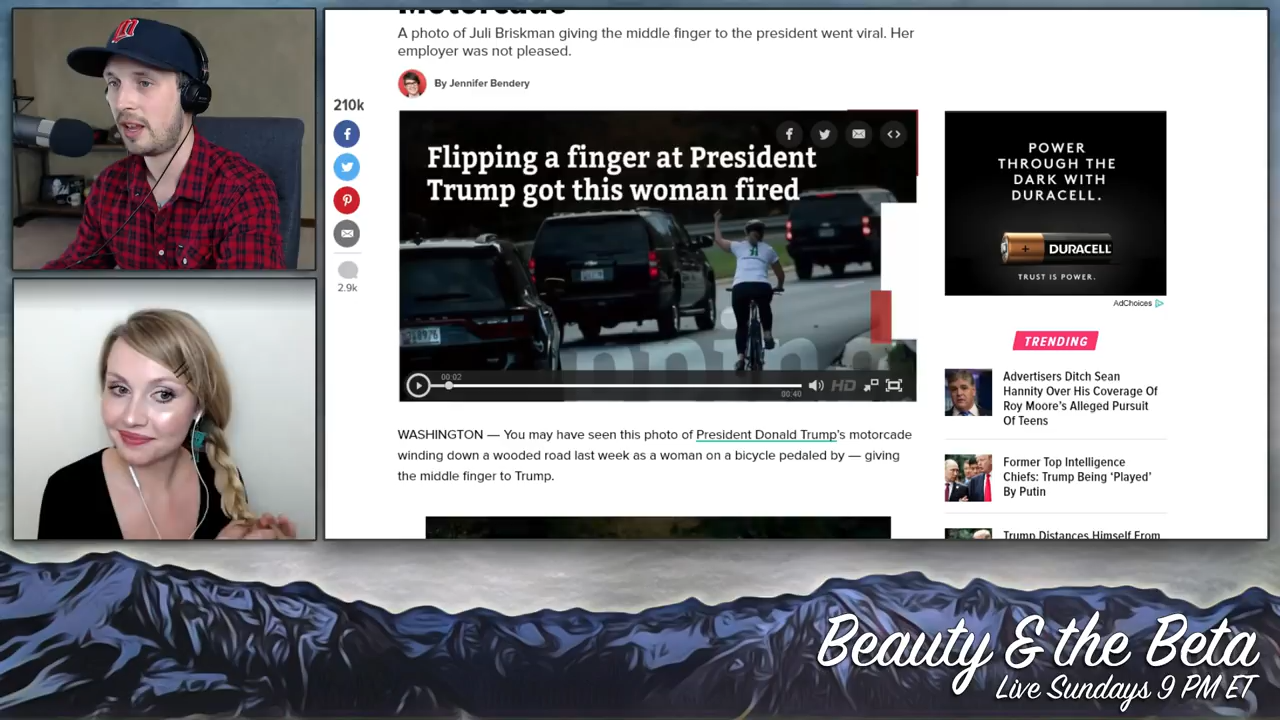 Motorcade
A photo of Juli Briskman giving the middle finger to the president went viral. Her
employer was not pleased.
By Jennifer Bendery
210k
2.9k
Flipping a finger at President
Trump got this woman fired
00:02
00:40
HD
POWER
THROUGH THE
DARK WITH
DURACELL.
DURACELL
TRUST IS POWER.
AdChoices
TRENDING
Advertisers Ditch Sean
Hannity Over His Coverage Of
Roy Moore's Alleged Pursuit
Of Teens
Former Top Intelligence
Chiefs: Trump Being 'Played'
By Putin
Trump Distances Himself From
WASHINGTON — You may have seen this photo of President Donald Trump's motorcade
winding down a wooded road last week as a woman on a bicycle pedaled by — giving
the middle finger to Trump.
Beauty & the Beta
Live Sundays 9 PM ET